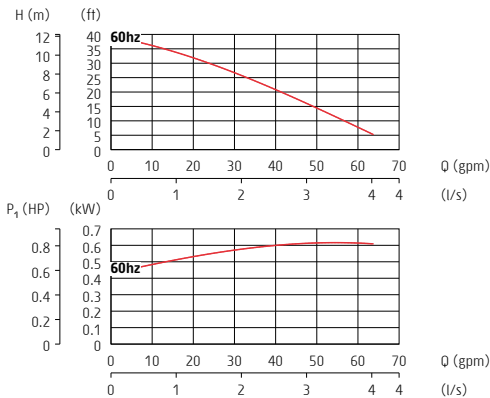 H (m) (ft)
12 40 60hz
35
10 30
8 25
6 20
4 15
10
2 5
0 0
0 10 20 30 40 50 60 70 Q (gpm)
0 1 2 3 4 4 (l/s)
P1 (HP) (kW)
0.7
0.8 0.6
0.6 0.5 60hz
0.4
0.4 0.3
0.2 0.2
0.1
0 0
0 10 20 30 40 50 60 70 Q (gpm)
0 1 2 3 4 4 (l/s)